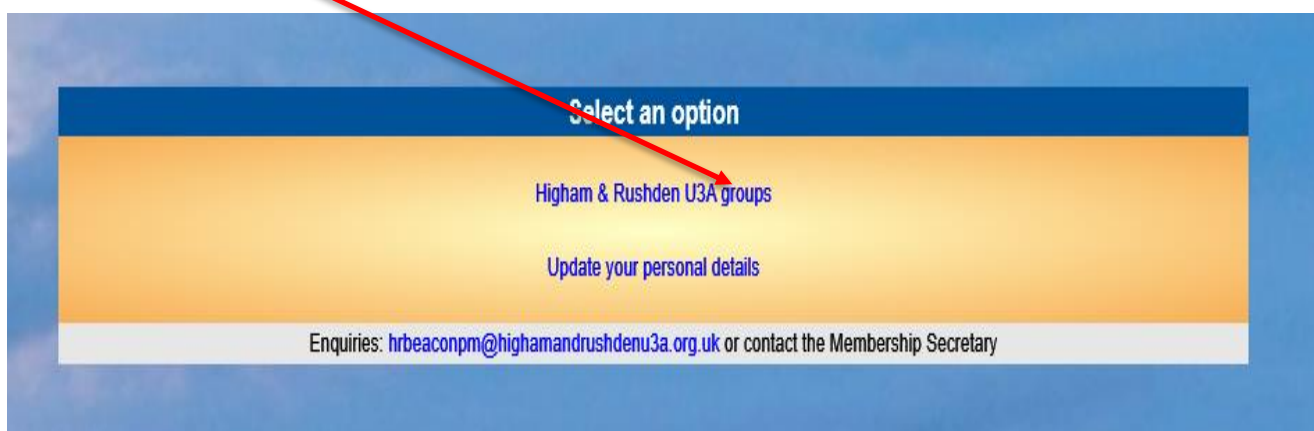 Select an option
Higham & Rushden U3A groups
Update your personal details
Enquiries: hrbeaconpm@highamandrushdenu3a.org.uk or contact the Membership Secretary